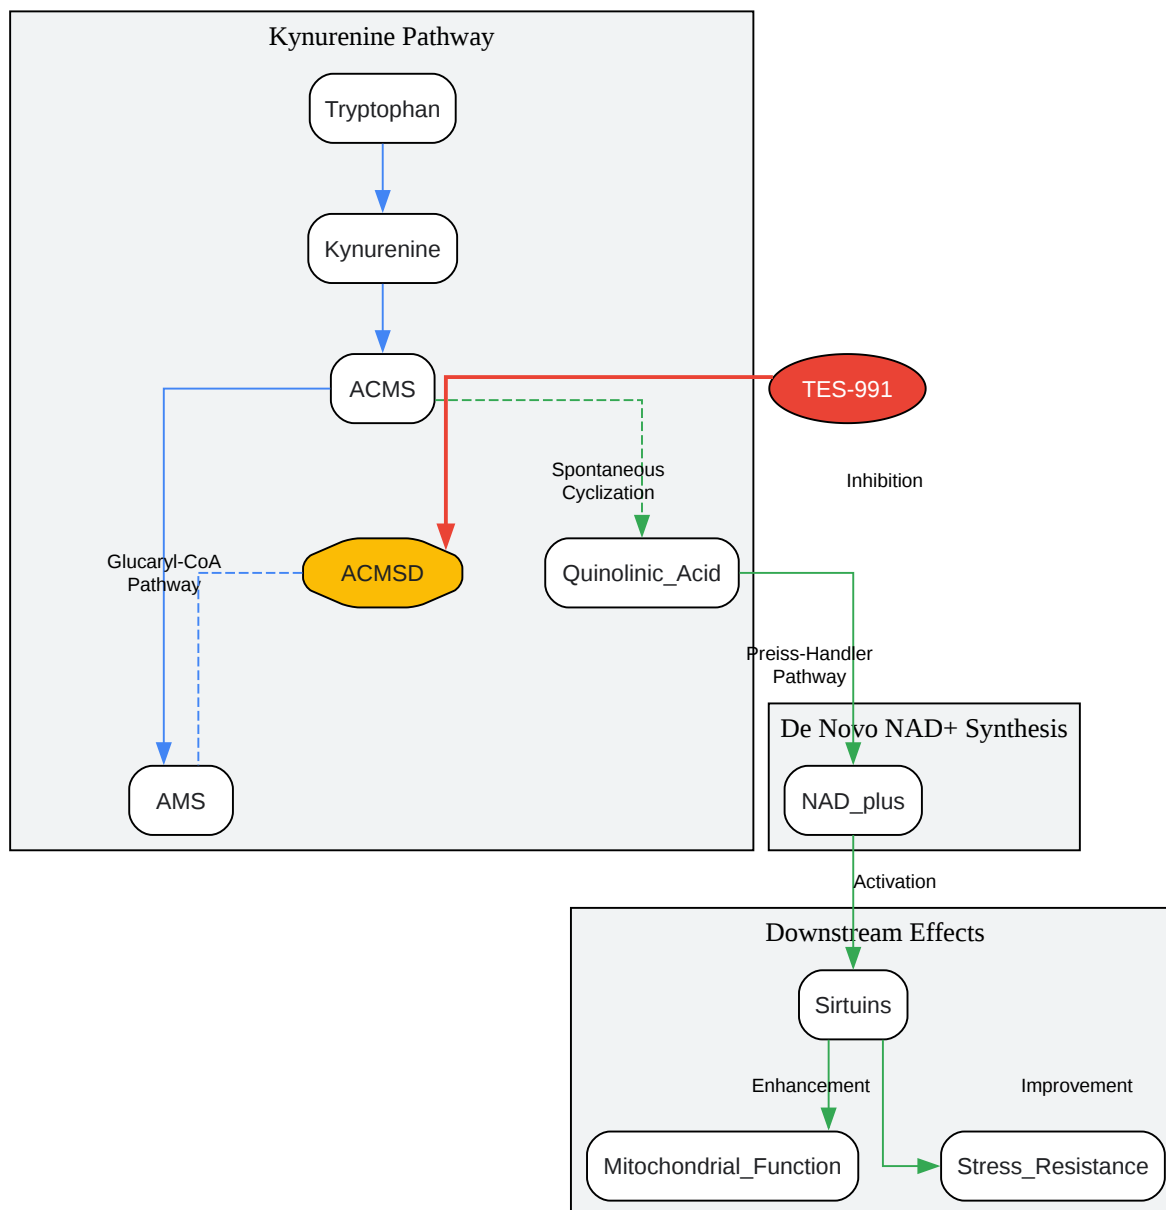 Kynurenine Pathway
Tryptophan
Kynurenine
ACMS
TES-991
Spontaneous
Cyclization
Inhibition
Glucaryl-CoA
Pathway
ACMSD
Quinolinic_Acid
Preiss-Handler
Pathway
De Novo NAD+ Synthesis
AMS
NAD_plus
Activation
Downstream Effects
Sirtuins
Enhancement
Improvement
Mitochondrial_Function
Stress_Resistance